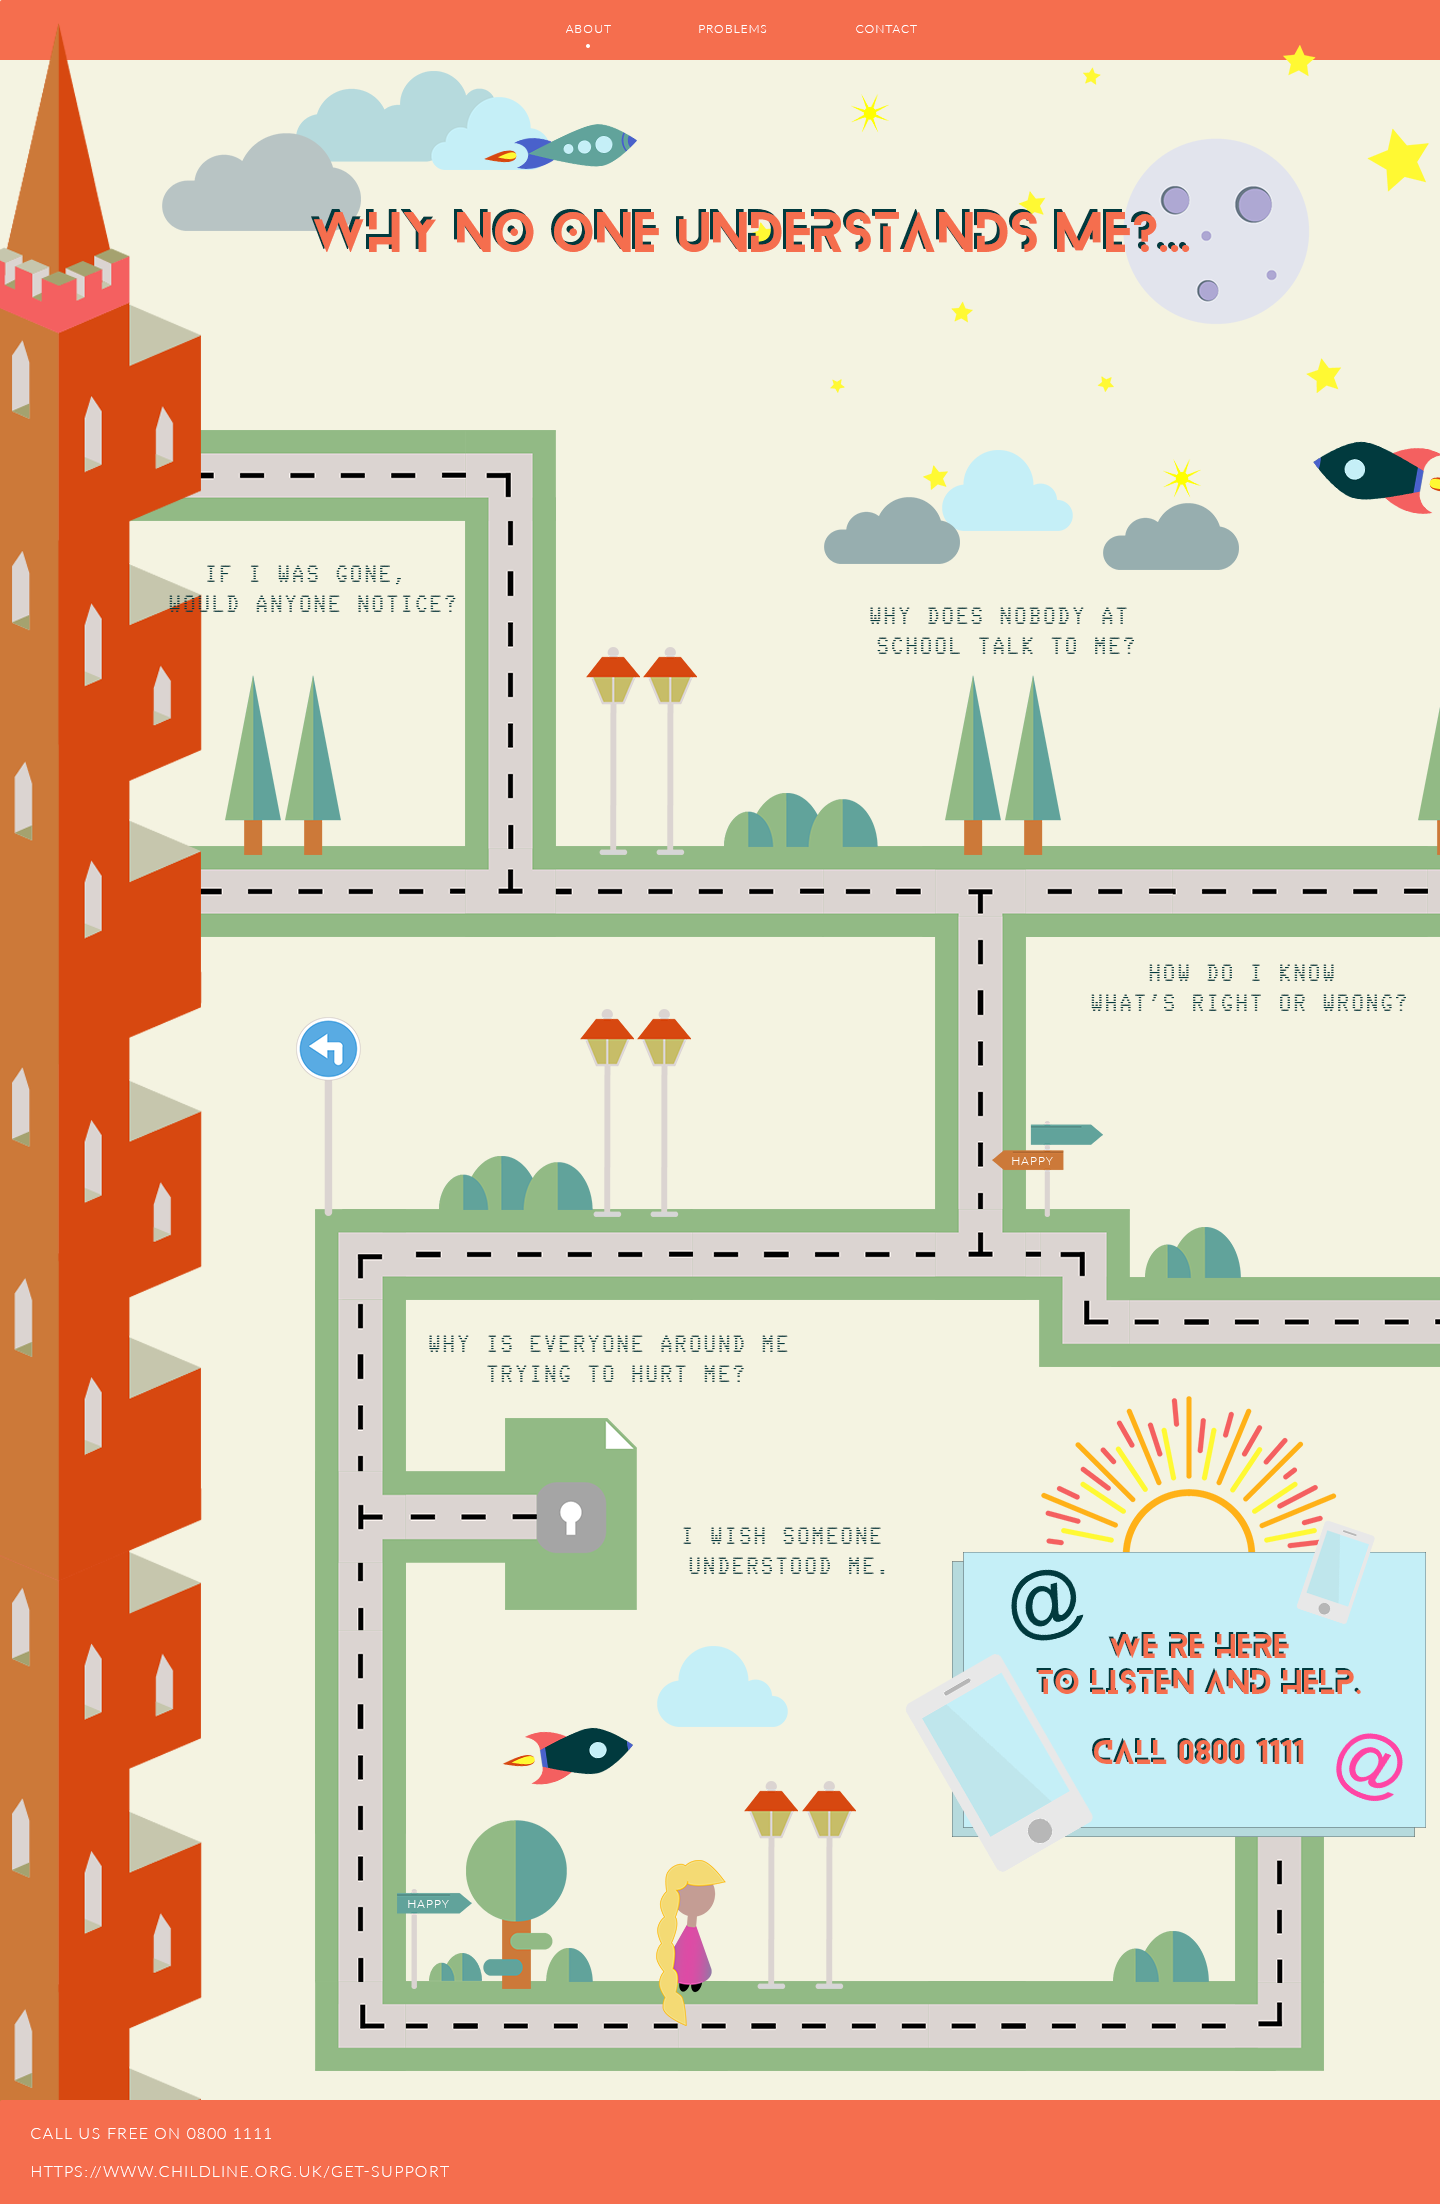 ABOUT
PROBLEMS
CONTACT
WHY NO ONE UNDERSTANDS ME?...
IF I WAS GONE,
WOULD ANYONE NOTICE?
WHY DOES NOBODY AT
SCHOOL TALK TO ME?
HOW DO I KNOW
WHAT'S RIGHT OR WRONG?
HAPPY
WHY IS EVERYONE AROUND ME
TRYING TO HURT ME?
I WISH SOMEONE
UNDERSTOOD ME.
@
WE RE HERE
TO LISTEN AND HELP.
CALL 0800 1111
@
HAPPY
CALL US FREE ON 0800 1111
HTTPS://WWW.CHILDLINE.ORG.UK/GET-SUPPORT